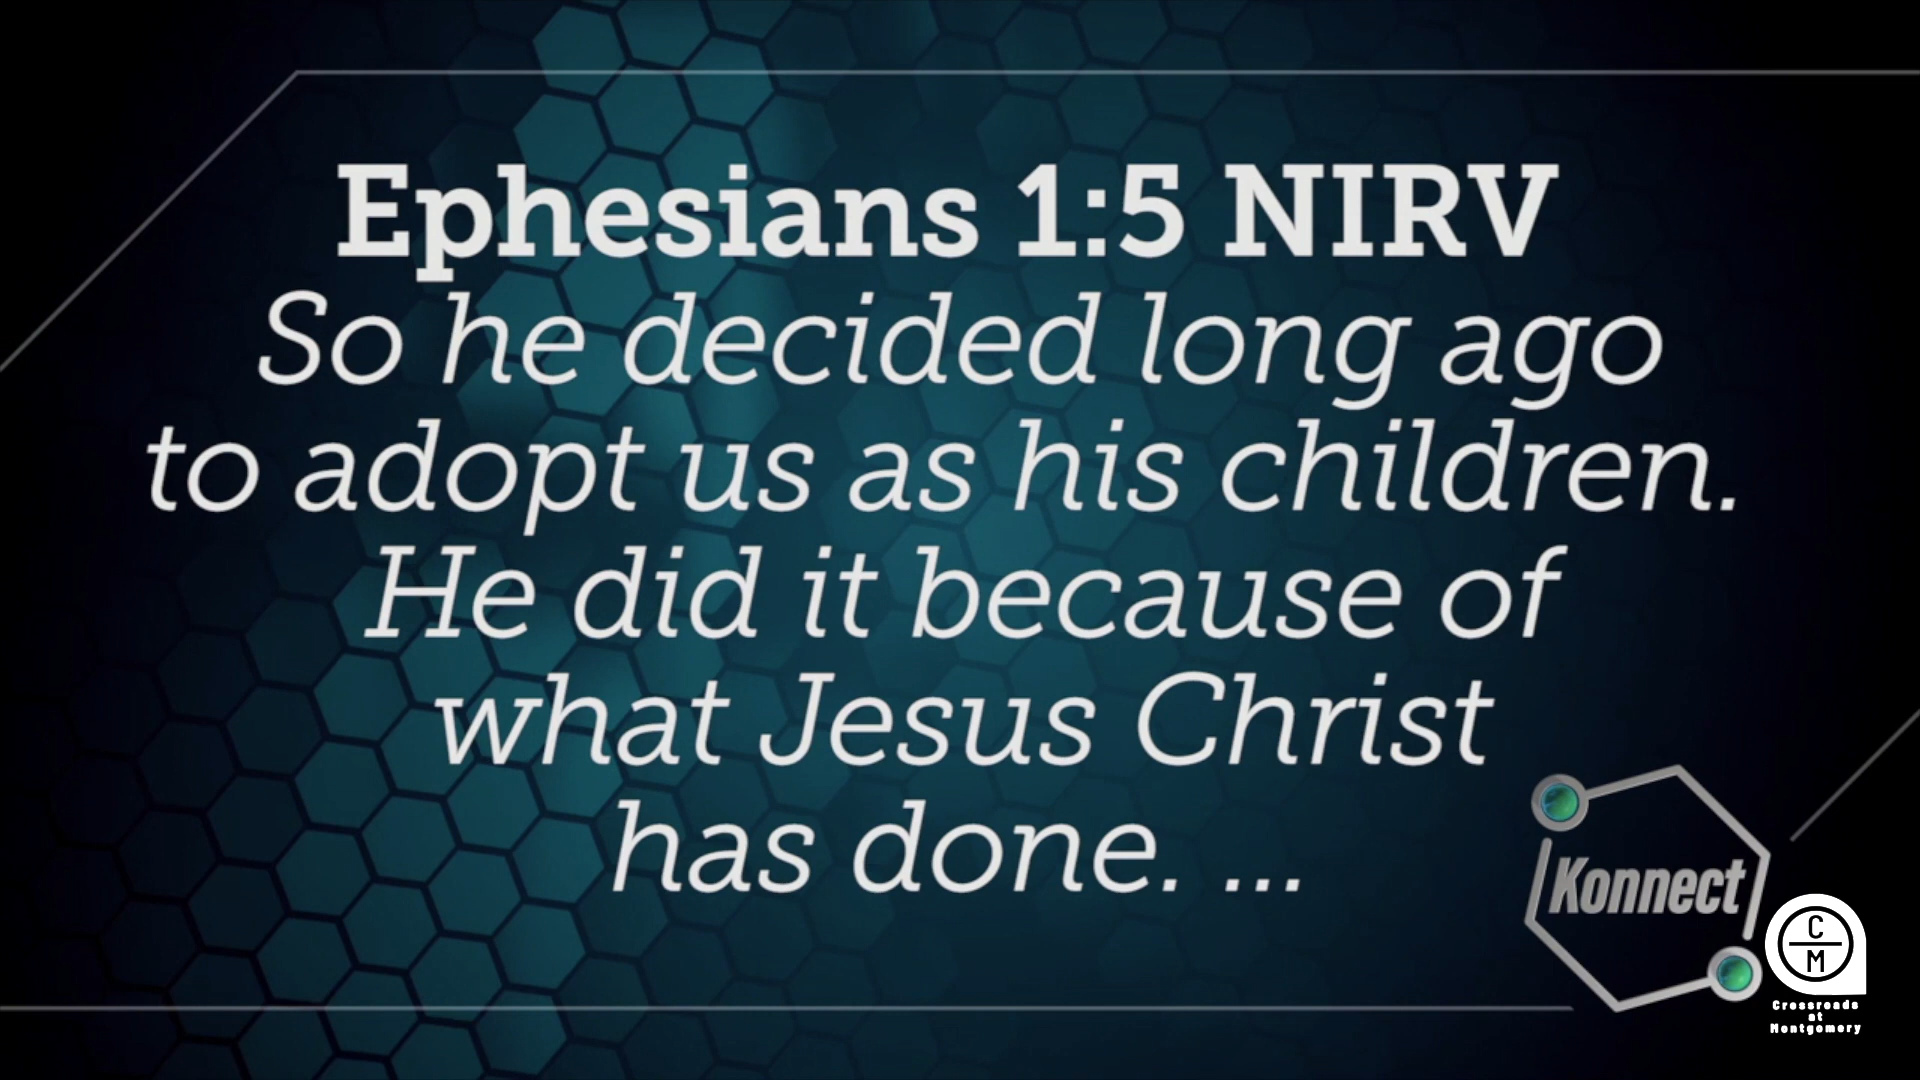 Ephesians 1:5 NIRV
So he decided long ago
to adopt us as his children.
He did it because of
what Jesus Christ
has done. ...
Konnect
C
M
Crossroads
at
Montgomery